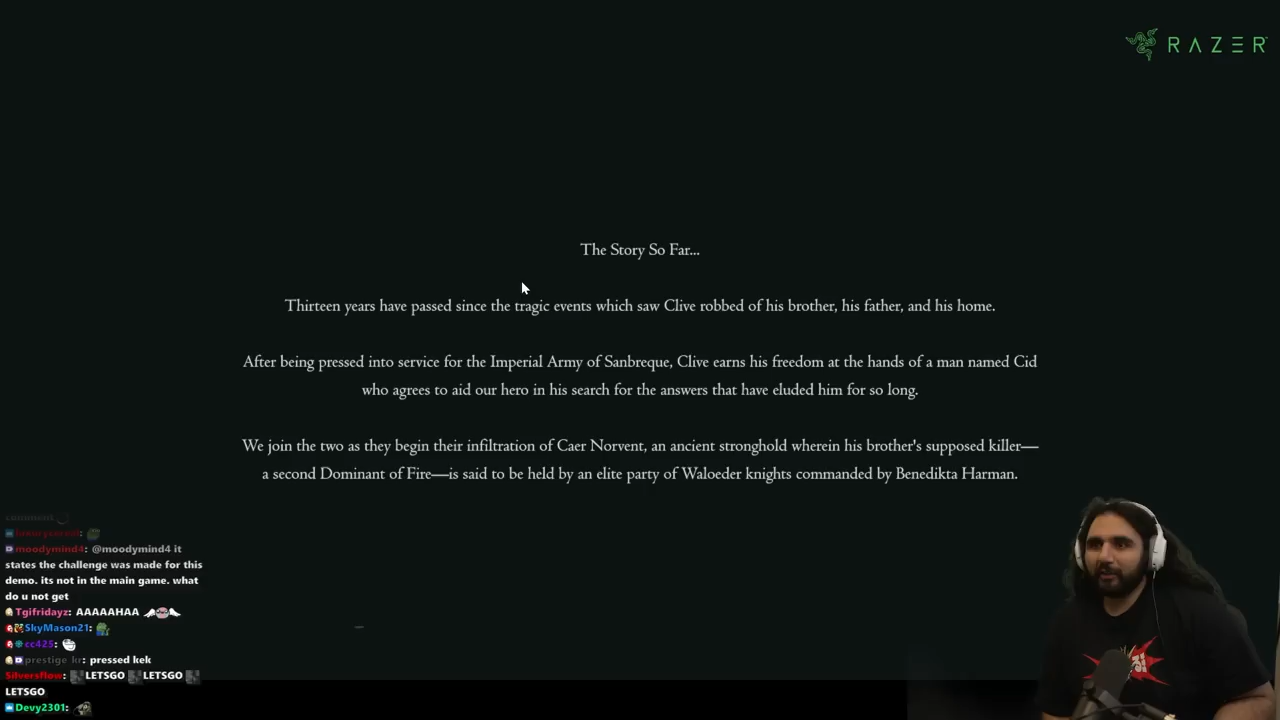 RAZER
The Story So Far...
Thirteen years have passed since the tragic events which saw Clive robbed of his brother, his father, and his home.
After being pressed into service for the Imperial Army of Sanbreque, Clive earns his freedom at the hands of a man named Cid
who agrees to aid our hero in his search for the answers that have eluded him for so long.
We join the two as they begin their infiltration of Caer Norvent, an ancient stronghold wherein his brother's supposed killer—
a second Dominant of Fire—is said to be held by an elite party of Waloeder knights commanded by Benedikta Harman.
comment
moodymind4: @moodymind4 it
states the challenge was made for this
demo. its not in the main game. what
do u not get
Tgifridayz: AAAAAHAA
SkyMason21:
cc425:
prestige kr: pressed kek
Silversflow: LETSGO LETSGO
LETSGO
Devy2301: